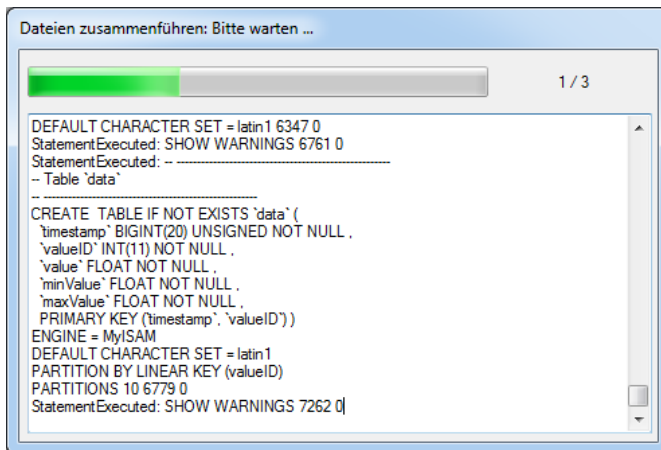 Dateien zusammenführen: Bitte warten ...
1 / 3
DEFAULT CHARACTER SET = latin1 6347 0
StatementExecuted: SHOW WARNINGS 6761 0
StatementExecuted: -- -----------------------------------------------------
-- Table `data`
-- -----------------------------------------------------
CREATE  TABLE IF NOT EXISTS `data` (
  `timestamp` BIGINT(20) UNSIGNED NOT NULL ,
  `valueID` INT(11) NOT NULL ,
  `value` FLOAT NOT NULL ,
  `minValue` FLOAT NOT NULL ,
  `maxValue` FLOAT NOT NULL ,
  PRIMARY KEY (`timestamp`, `valueID`) )
ENGINE = MyISAM
DEFAULT CHARACTER SET = latin1
PARTITION BY LINEAR KEY (valueID)
PARTITIONS 10 6779 0
StatementExecuted: SHOW WARNINGS 7262 0